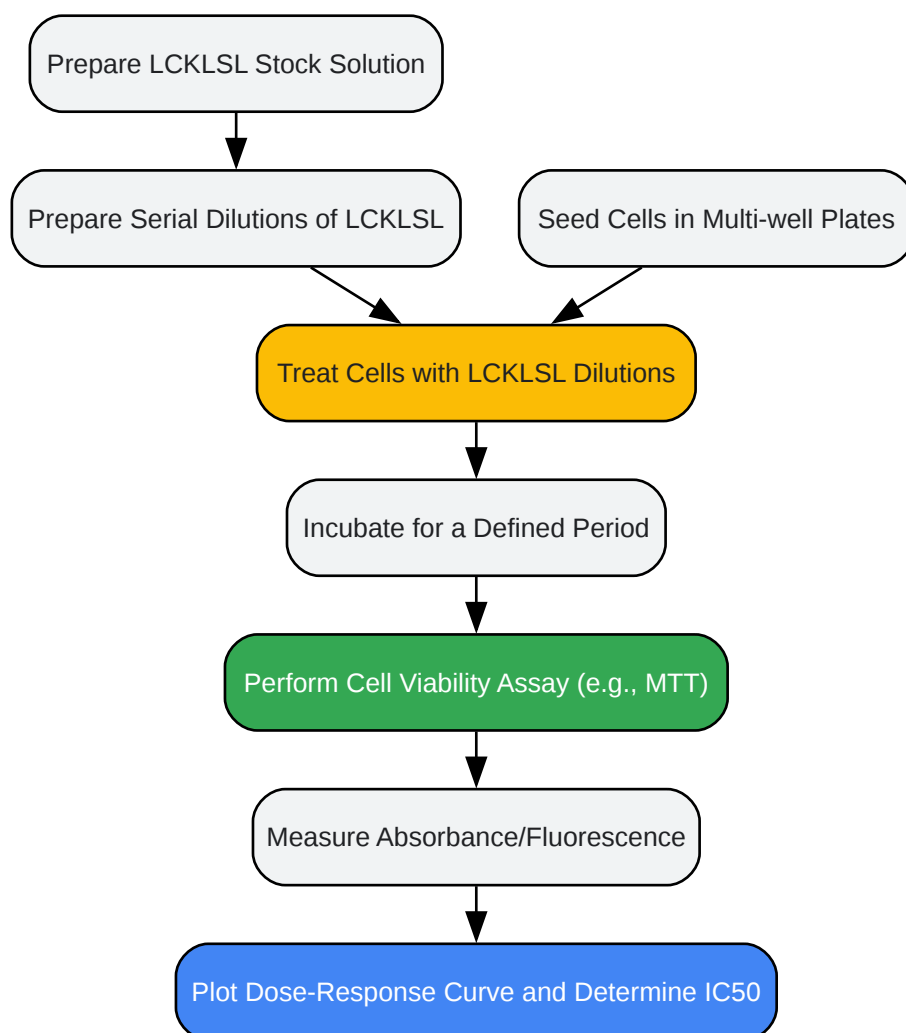 Prepare LCKLSL Stock Solution
Prepare Serial Dilutions of LCKLSL
Seed Cells in Multi-well Plates
Treat Cells with LCKLSL Dilutions
Incubate for a Defined Period
Perform Cell Viability Assay (e.g., MTT)
Measure Absorbance/Fluorescence
Plot Dose-Response Curve and Determine IC50